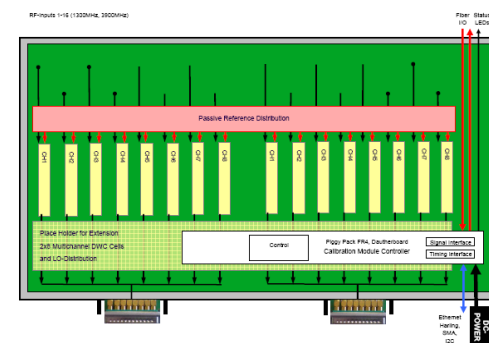 RF-Inputs 1-16 (1300MHz, 3900MHz)
Fiber
I/O
Status
LEDs
Passive Reference Distribution
CH1
CH2
CH3
CH4
CH5
CH6
CH7
CH8
CH1
CH2
CH3
CH4
CH5
CH6
CH7
CH8
Place Holder for Extension
2x8 Multichannel DWC Cells
and LO-Distribution
Control
Piggy Pack FR4, Dautherboard
Calibration Module Controller
Signal Interface
Timing Interface
Ethernet
Harting,
SMA,
I2C
DC-
POWER